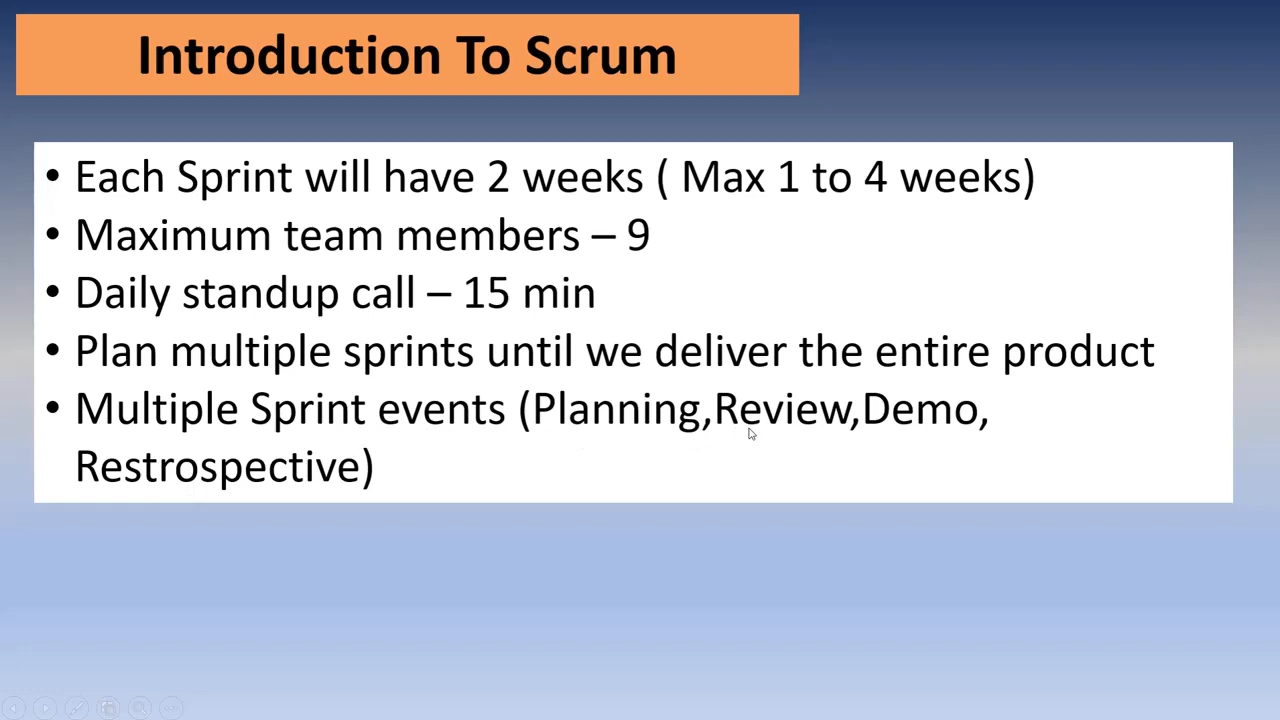 Introduction To Scrum
• Each Sprint will have 2 weeks ( Max 1 to 4 weeks)
• Maximum team members – 9
• Daily standup call – 15 min
• Plan multiple sprints until we deliver the entire product
• Multiple Sprint events (Planning,Review,Demo,
Restrospective)